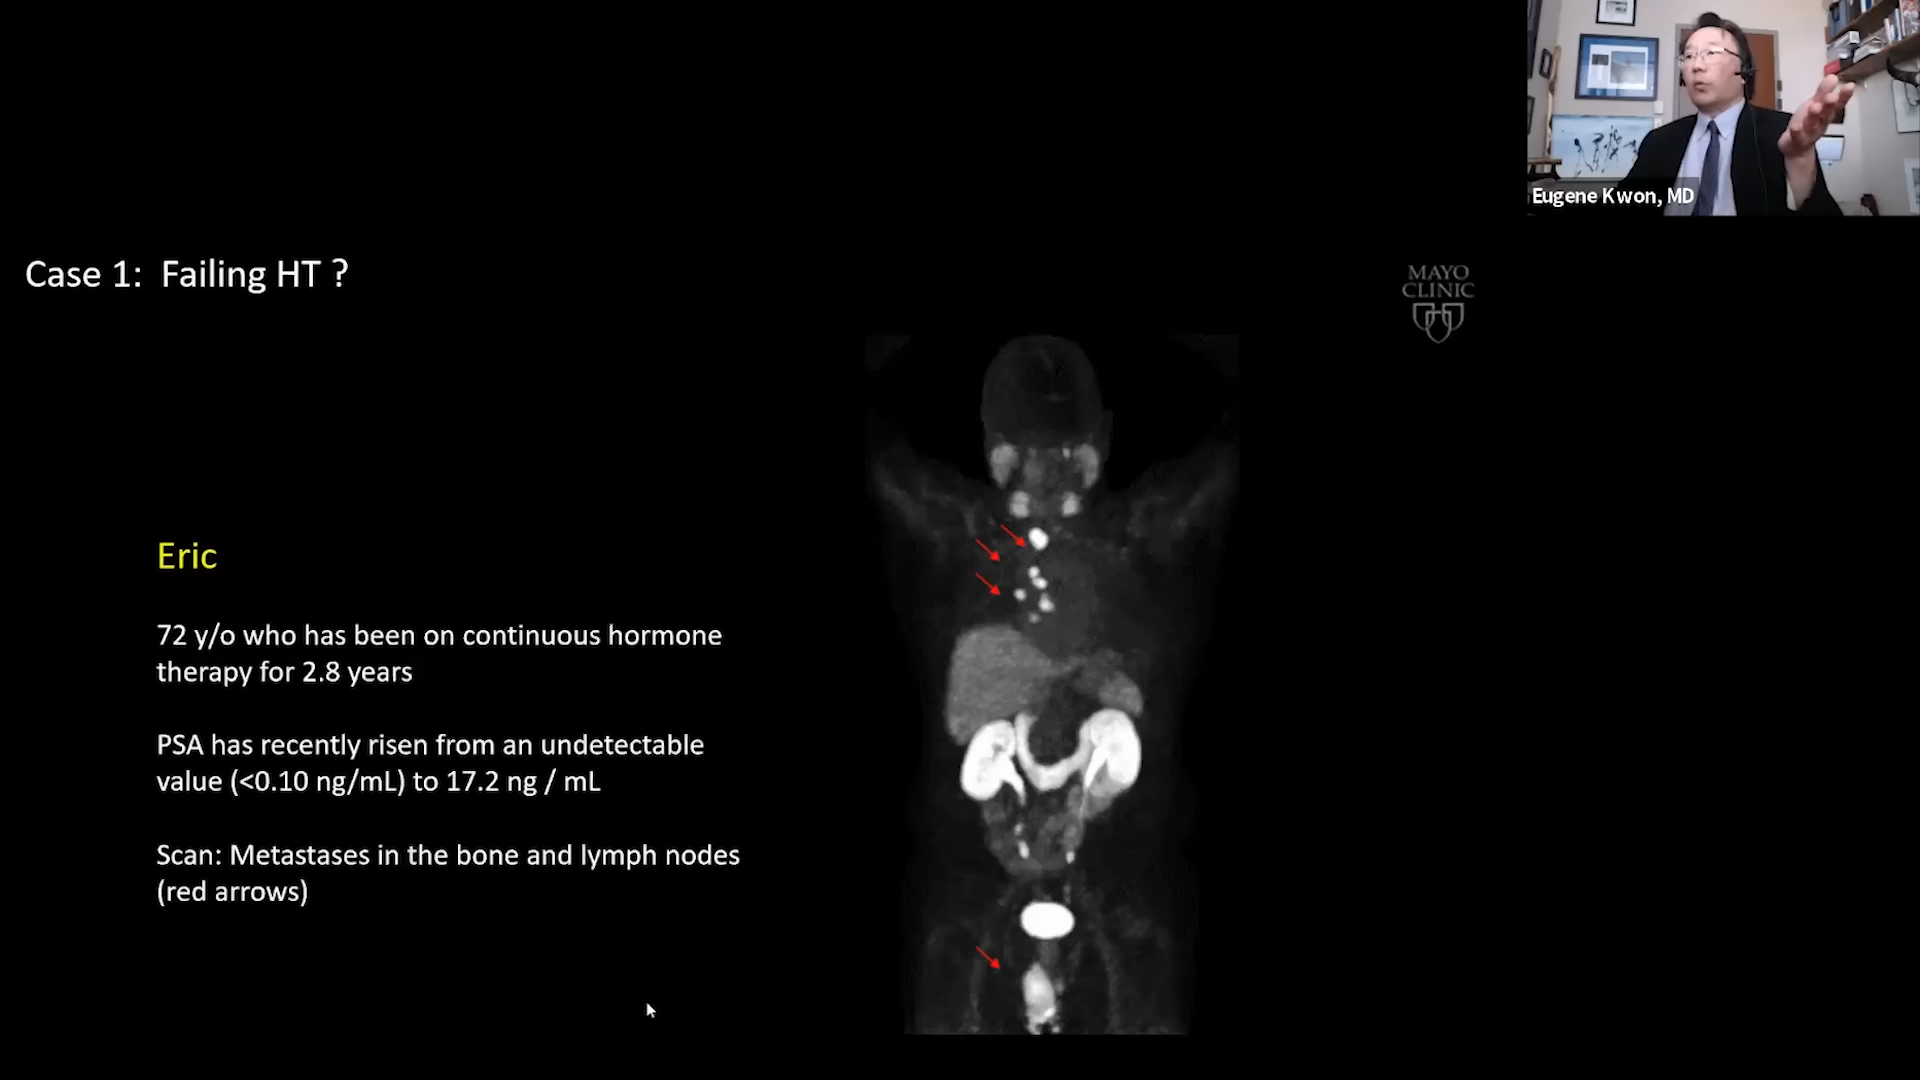 Eugene Kwon, MD
Case 1: Failing HT ?
MAYO
CLINIC
Eric
72 y/o who has been on continuous hormone
therapy for 2.8 years
PSA has recently risen from an undetectable
value (<0.10 ng/mL) to 17.2 ng / mL
Scan: Metastases in the bone and lymph nodes
(red arrows)